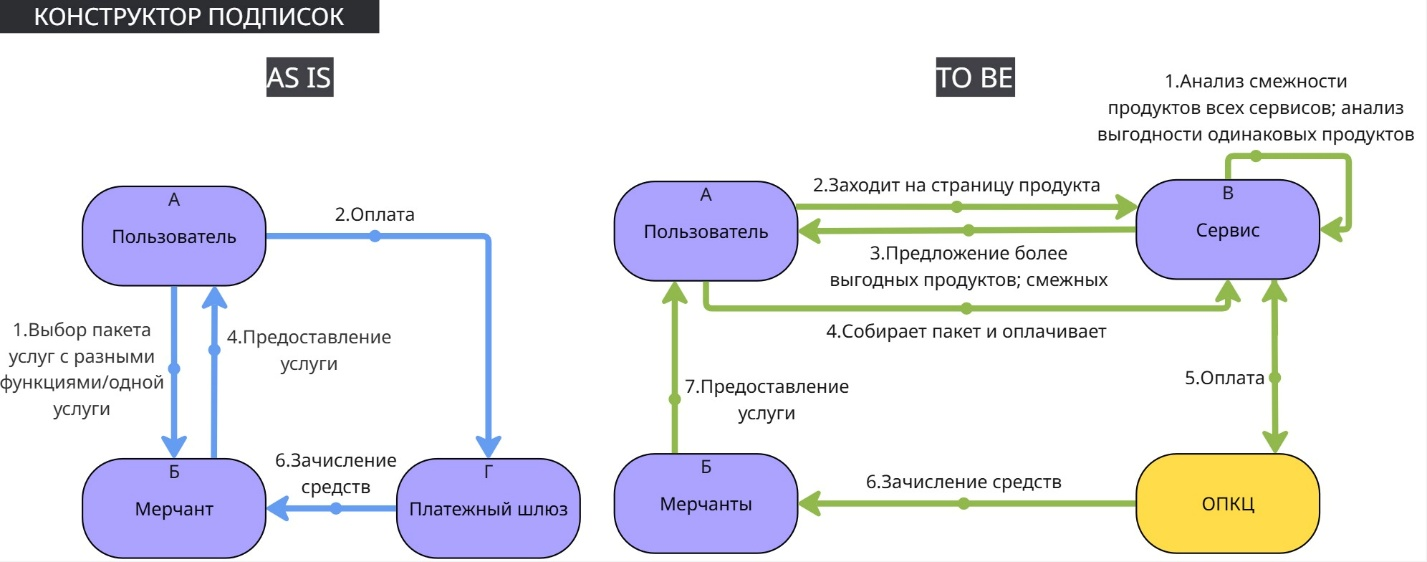 КОНСТРУКТОР ПОДПИСОК
AS IS
А
Пользователь
2.Оплата
1.Выбор пакета
услуг с разными
функциями/одной
услуги
4.Предоставление
услуги
Б
Мерчант
6.Зачисление
средств
Г
Платежный шлюз
TO BE
1.Анализ смежности
продуктов всех сервисов; анализ
выгодности одинаковых продуктов
А
Пользователь
2.Заходит на страницу продукта
В
Сервис
3.Предложение более
выгодных продуктов; смежных
4.Собирает пакет и оплачивает
5.Оплата
7.Предоставление
услуги
Б
Мерчанты
6.Зачисление средств
ОПКЦ